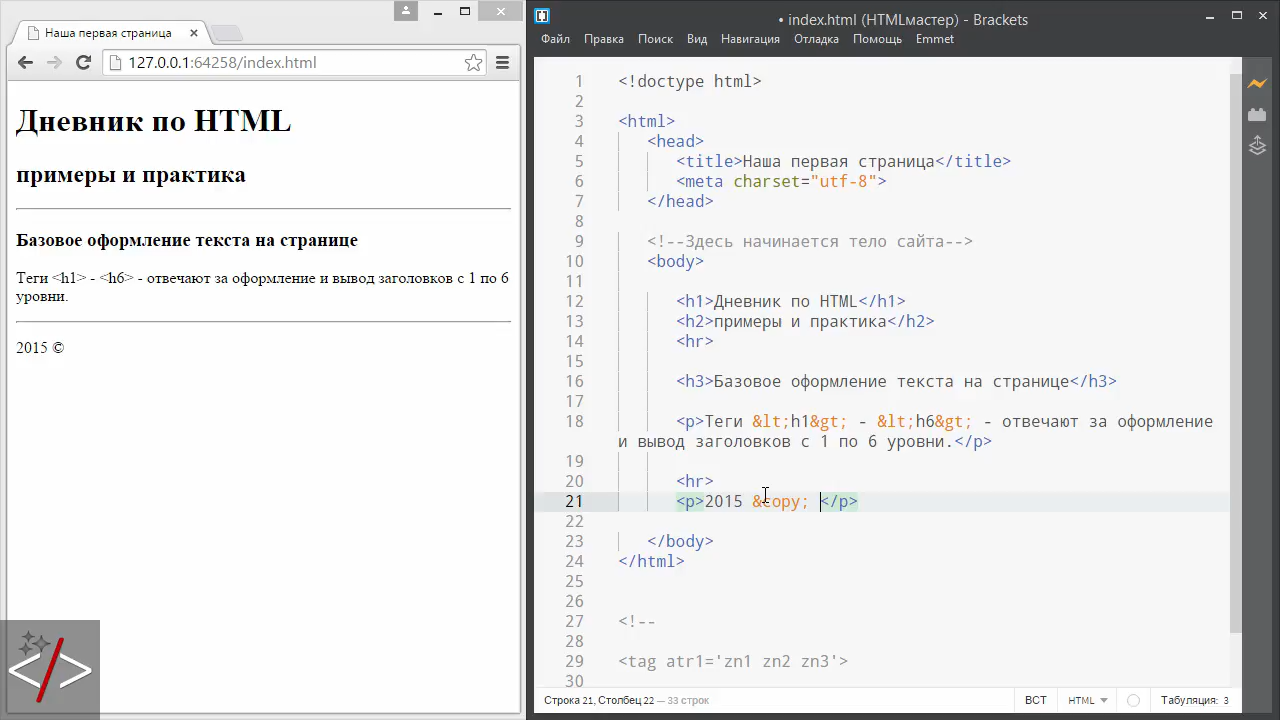 Наша первая страница
127.0.0.1:64258/index.html
Дневник по HTML
примеры и практика
Базовое оформление текста на странице
Теги <h1> - <h6> - отвечают за оформление и вывод заголовков с 1 по 6
уровни.
2015 ©
</>
• index.html (HTMLмастер) - Brackets
Файл Правка Поиск Вид Навигация Отладка Помощь Emmet
1 <!doctype html>
2
3 <html>
4 <head>
5 <title>Наша первая страница</title>
6 <meta charset="utf-8">
7 </head>
8
9 <!--Здесь начинается тело сайта-->
10 <body>
11
12 <h1>Дневник по HTML</h1>
13 <h2>примеры и практика</h2>
14 <hr>
15
16 <h3>Базовое оформление текста на странице</h3>
17
18 <p>Теги &lt;h1&gt; - &lt;h6&gt; - отвечают за оформление
и вывод заголовков с 1 по 6 уровни.</p>
19
20 <hr>
21 <p>2015 &copy; </p>
22
23 </body>
24 </html>
25
26
27 <!--
28
29 <tag atr1='zn1 zn2 zn3'>
30
Строка 21, Столбец 22 — 33 строк ВСТ HTML Табуляция: 3